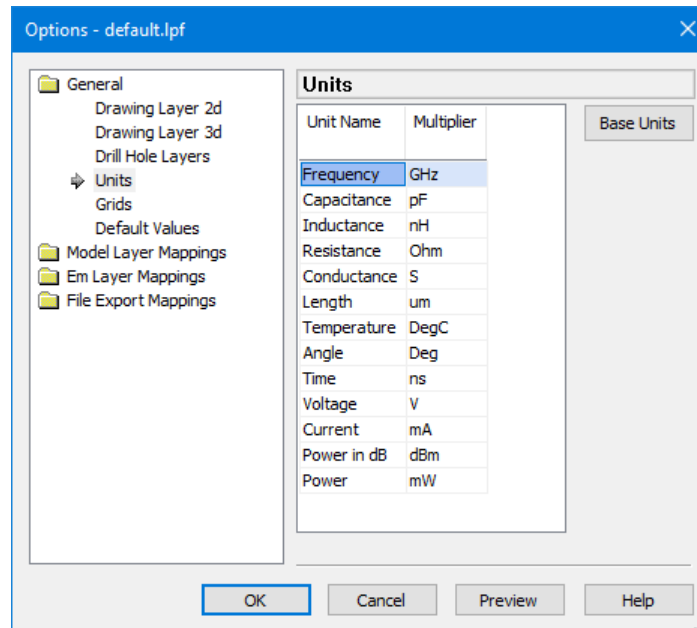 Options - default.lpf
General
Drawing Layer 2d
Drawing Layer 3d
Drill Hole Layers
Units
Grids
Default Values
Model Layer Mappings
Em Layer Mappings
File Export Mappings
Units
Unit Name Multiplier
Frequency GHz
Capacitance pF
Inductance nH
Resistance Ohm
Conductance S
Length um
Temperature DegC
Angle Deg
Time ns
Voltage V
Current mA
Power in dB dBm
Power mW
Base Units
OK Cancel Preview Help